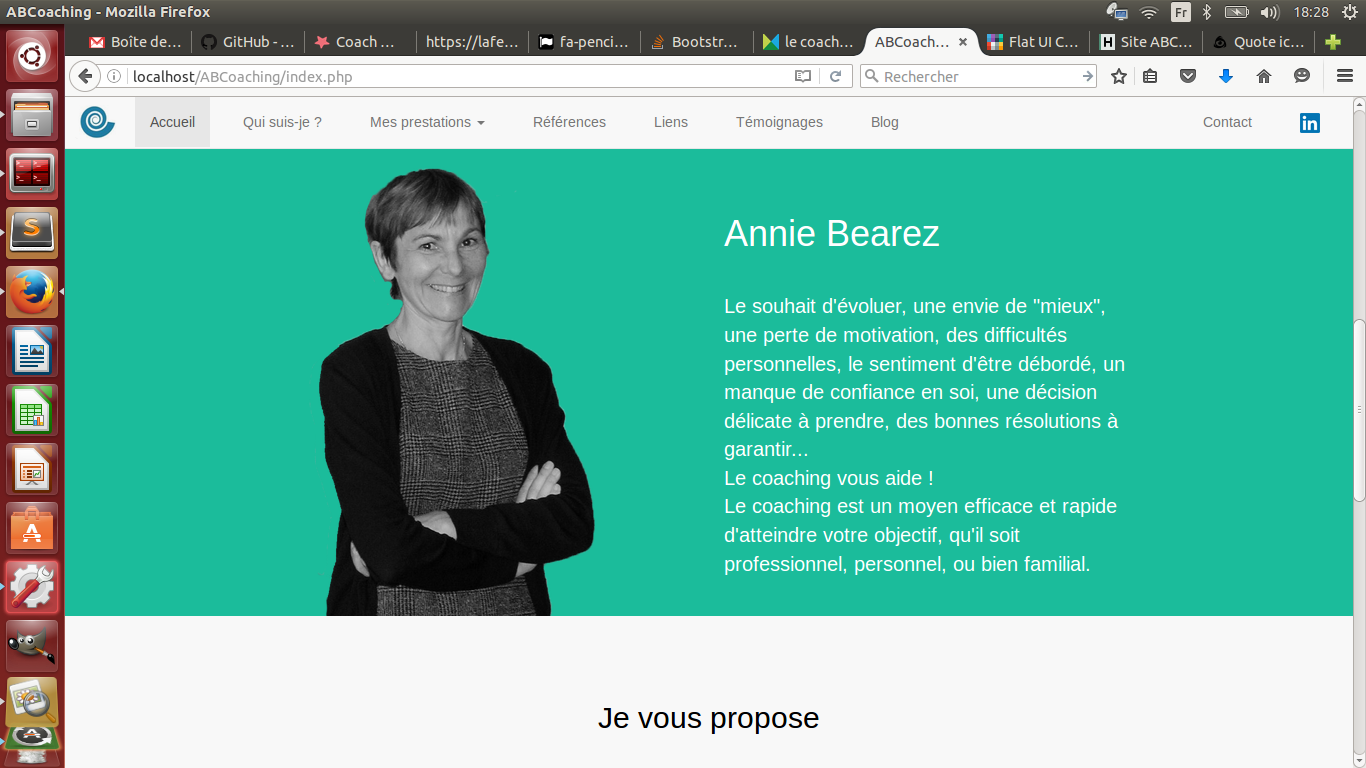 ABCoaching - Mozilla Firefox
Fr
18:28
Boîte de...
GitHub - ...
Coach ...
https://lafe...
fa-penci...
Bootstr...
le coach...
ABCoach...
Flat UI C...
Site ABC...
Quote ic...
localhost/ABCoaching/index.php
Rechercher
Accueil
Qui suis-je ?
Mes prestations
Références
Liens
Témoignages
Blog
Contact
in
Annie Bearez
Le souhait d'évoluer, une envie de "mieux",
une perte de motivation, des difficultés
personnelles, le sentiment d'être débordé, un
manque de confiance en soi, une décision
délicate à prendre, des bonnes résolutions à
garantir...
Le coaching vous aide !
Le coaching est un moyen efficace et rapide
d'atteindre votre objectif, qu'il soit
professionnel, personnel, ou bien familial.
Je vous propose